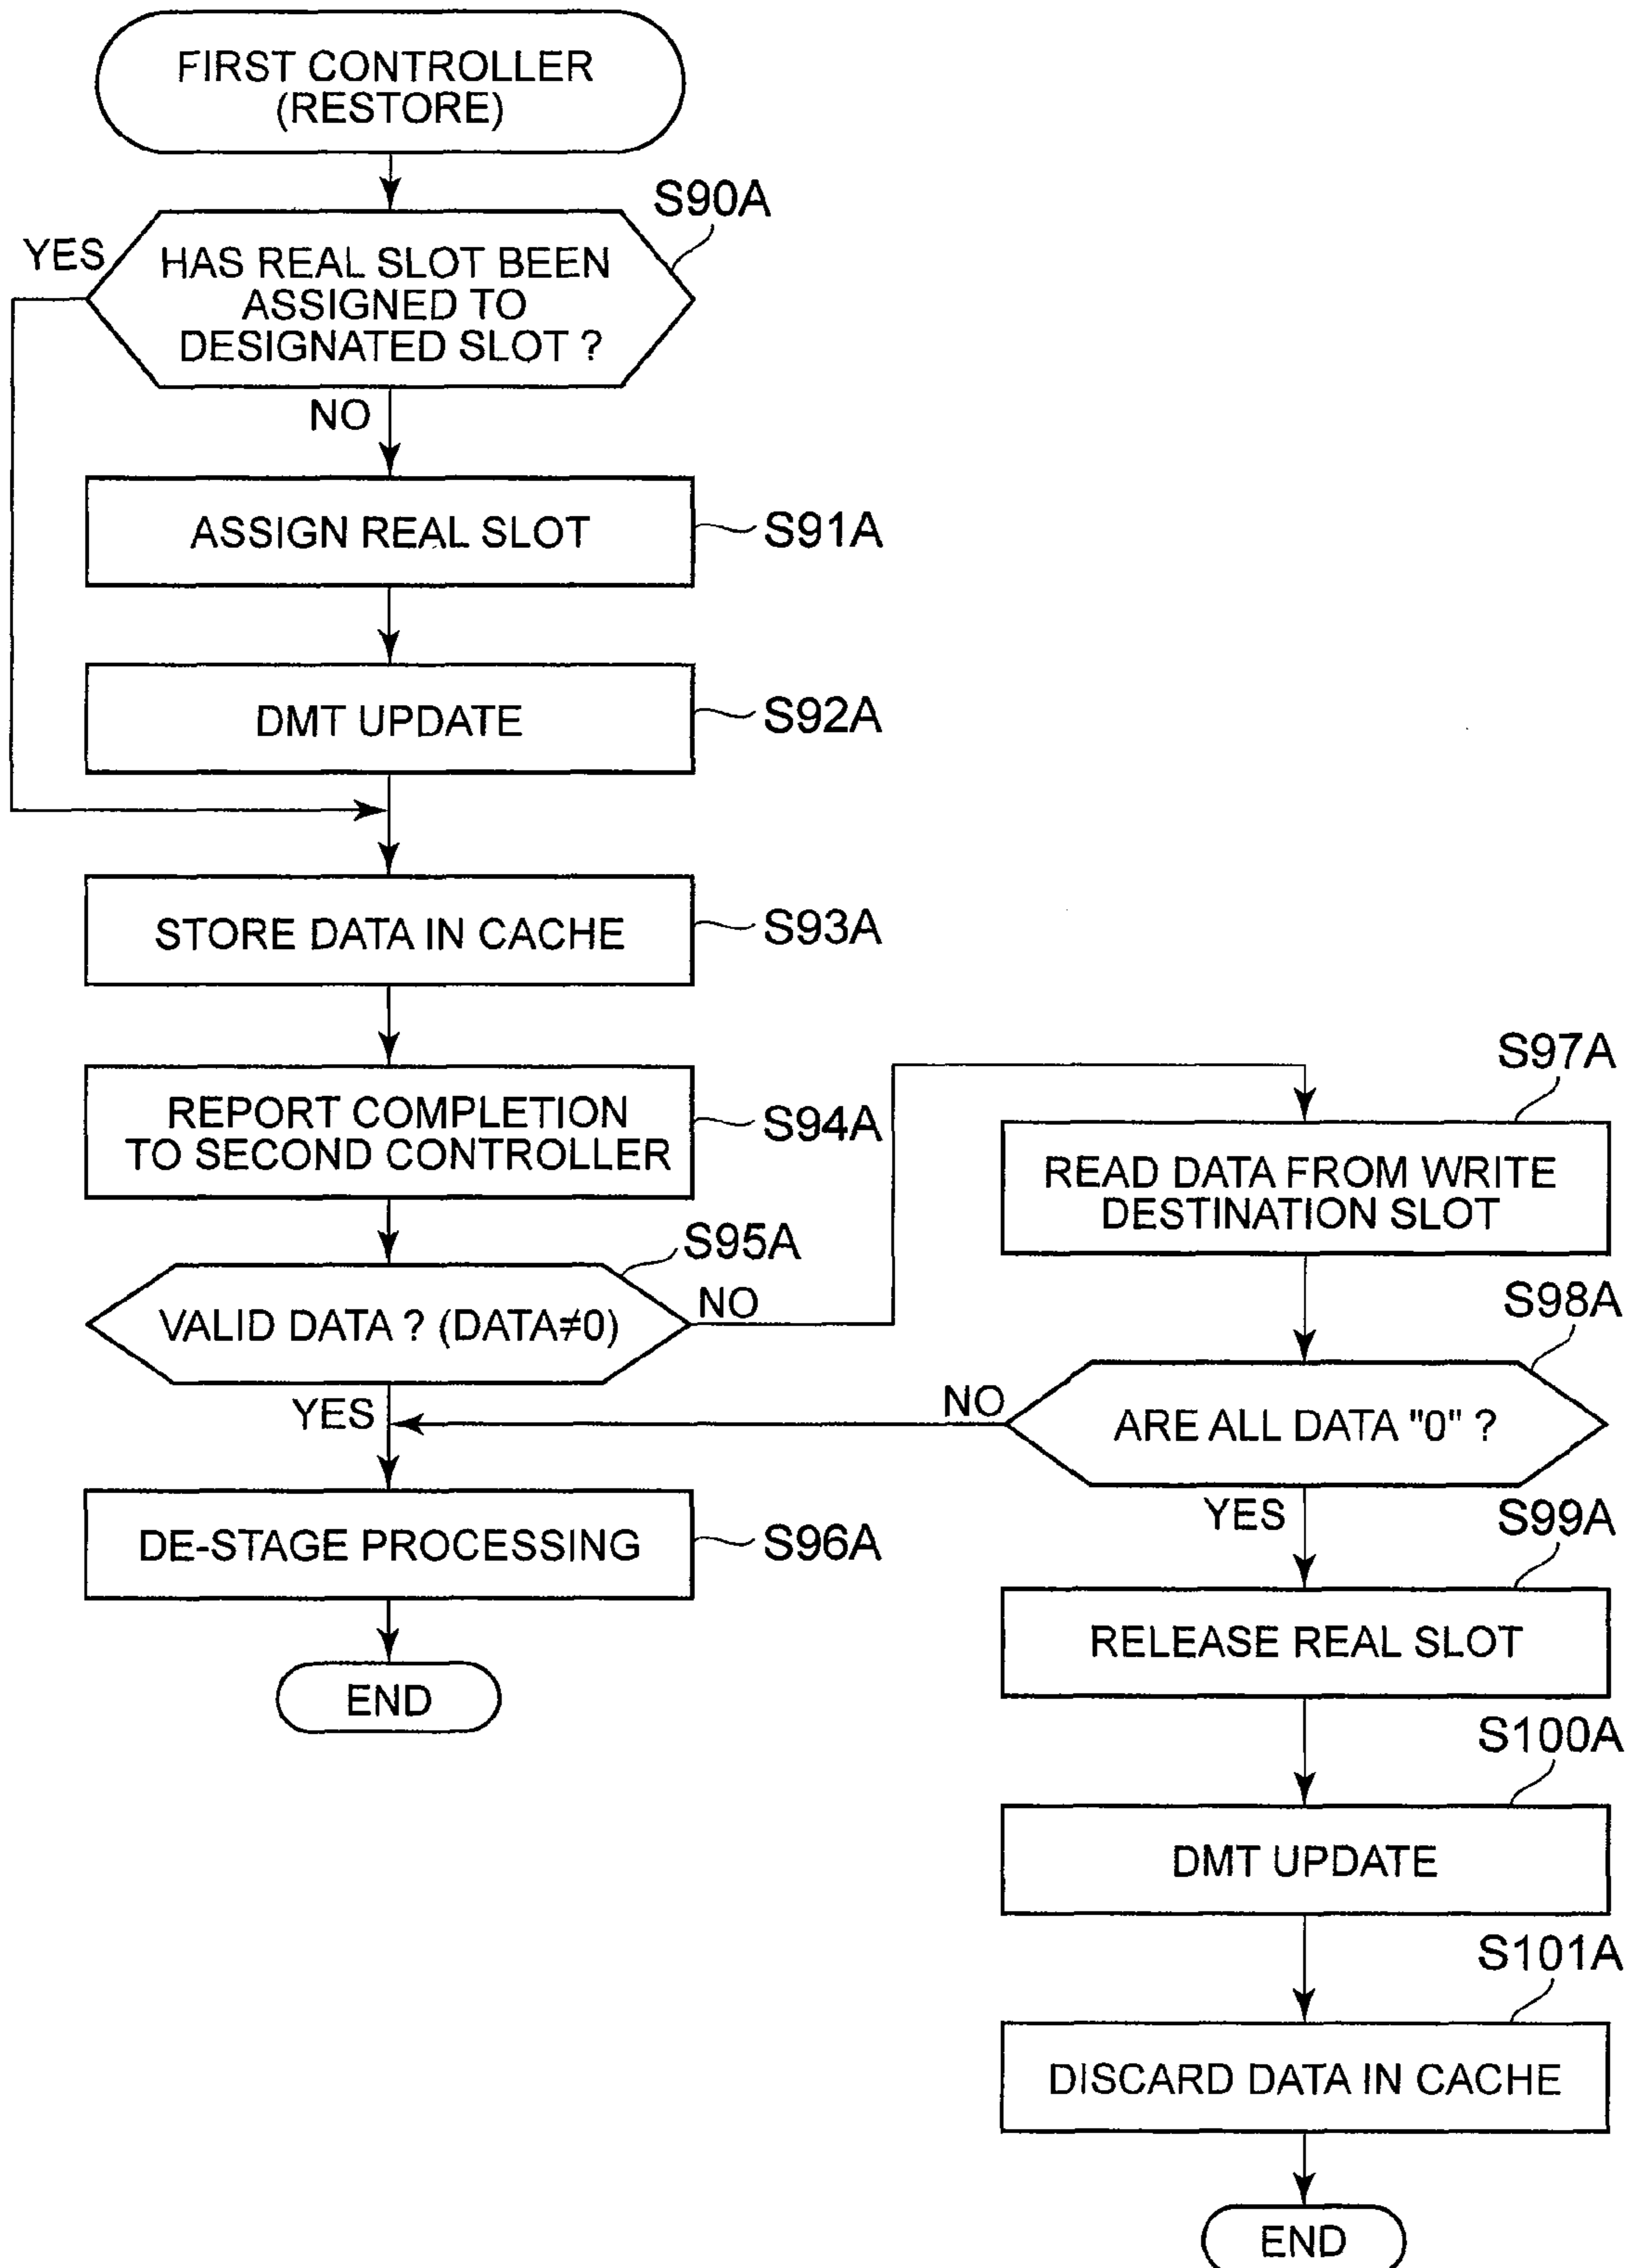 FIRST CONTROLLER
(RESTORE)
S90A
YES
HAS REAL SLOT BEEN
ASSIGNED TO
DESIGNATED SLOT ?
NO
ASSIGN REAL SLOT
S91A
DMT UPDATE
S92A
STORE DATA IN CACHE
S93A
REPORT COMPLETION
TO SECOND CONTROLLER
S94A
S95A
VALID DATA ? (DATA≠0)
NO
YES
DE-STAGE PROCESSING
S96A
END
S97A
READ DATA FROM WRITE
DESTINATION SLOT
S98A
NO
ARE ALL DATA "0" ?
YES
S99A
RELEASE REAL SLOT
S100A
DMT UPDATE
S101A
DISCARD DATA IN CACHE
END